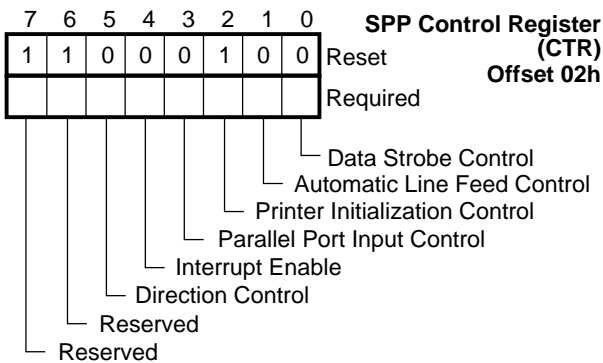 7 6 5 4 3 2 1 0
SPP Control Register
(CTR)
Offset 02h
1 1 0 0 0 1 0 0 Reset
Required
Data Strobe Control
Automatic Line Feed Control
Printer Initialization Control
Parallel Port Input Control
Interrupt Enable
Direction Control
Reserved
Reserved